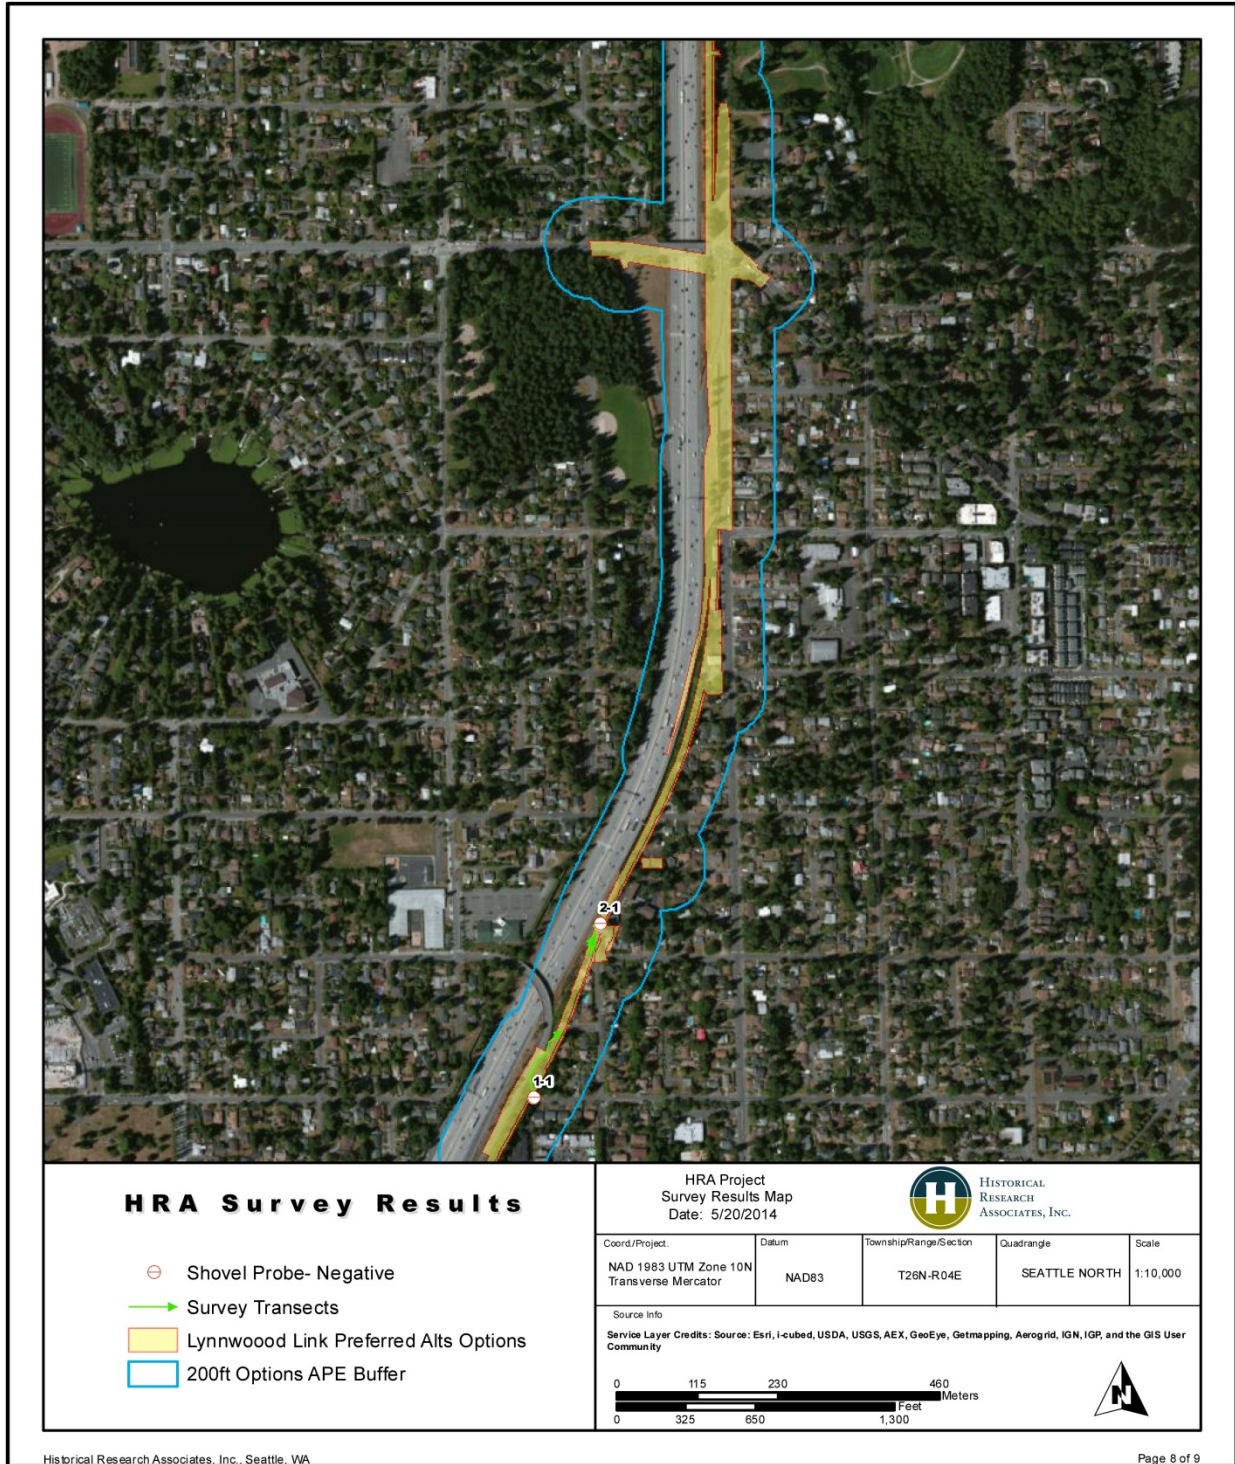 2-1
1-1
HRA Survey Results
Shovel Probe- Negative
Survey Transects
Lynnwoood Link Preferred Alts Options
200ft Options APE Buffer
HRA Project
Survey Results Map
Date: 5/20/2014
H
HISTORICAL
RESEARCH
ASSOCIATES, INC.
Coord./Project.
NAD 1983 UTM Zone 10N
Transverse Mercator
Datum
NAD83
Township/Range/Section
T26N-R04E
Quadrangle
SEATTLE NORTH
Scale
1:10,000
Source Info
Service Layer Credits: Source: Esri, i-cubed, USDA, USGS, AEX, GeoEye, Getmapping, Aerogrid, IGN, IGP, and the GIS User
Community
0 115 230 460
Meters
Feet
0 325 650 1,300
N
Historical Research Associates, Inc., Seattle, WA
Page 8 of 9